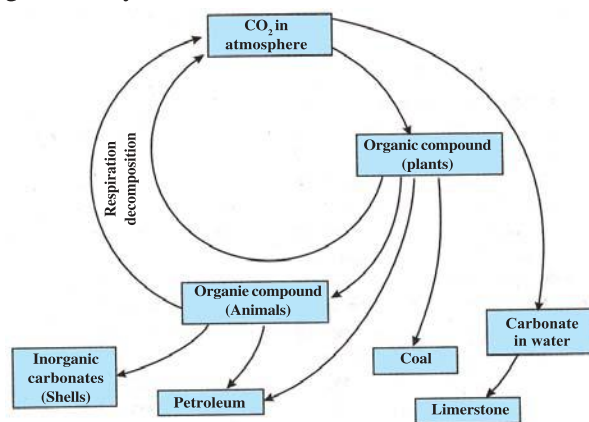 CO₂ in
atmosphere
Organic compound
(plants)
Respiration
decomposition
Organie compound
(Animals)
Carbonate
in water
Inorganic
carbonates
(Shells)
Coal
Petroleum
Limerstone